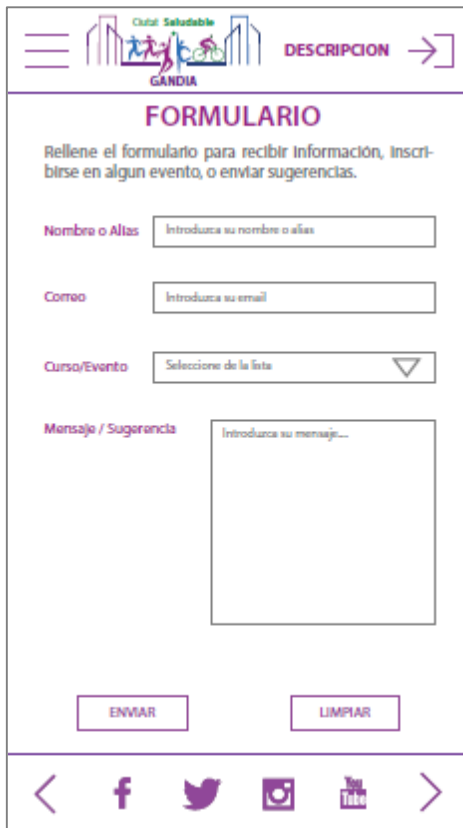 Ciutat Saludable
GANDIA
DESCRIPCION
FORMULARIO
Rellene el formulario para recibir información, inscri-
birse en algun evento, o enviar sugerencias.
Nombre o Alias
Introduzca su nombre o alias
Correo
Introduzca su email
Curso/Evento
Seleccione de la lista
Mensaje / Sugerencia
Introduzca su mensaje...
ENVIAR
LIMPIAR
You
Tube